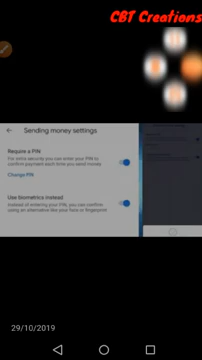 CBT Creations
Sending money settings
Require a PIN
For extra security you can enter your PIN to
confirm payment each time you send money
Change PIN
Use biometrics instead
Instead of entering your PIN, you can confirm
using an alternative like your face or fingerprint
29/10/2019